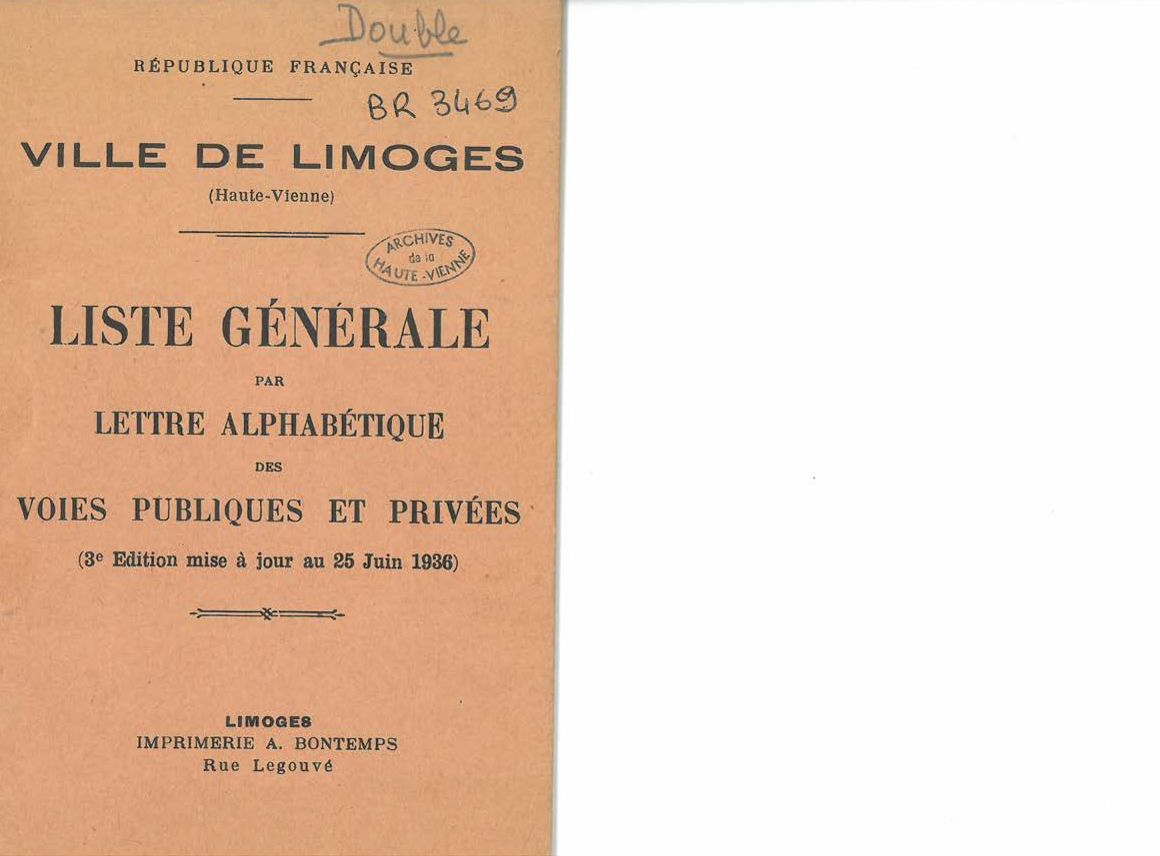 Double
RÉPUBLIQUE FRANÇAISE
BR 3469
VILLE DE LIMOGES
(Haute-Vienne)
ARCHIVES
de la
HAUTE-VIENNE
LISTE GÉNÉRALE
PAR
LETTRE ALPHABÉTIQUE
DES
VOIES PUBLIQUES ET PRIVÉES
(3e Edition mise à jour au 25 Juin 1936)
LIMOGES
IMPRIMERIE A. BONTEMPS
Rue Legouvé